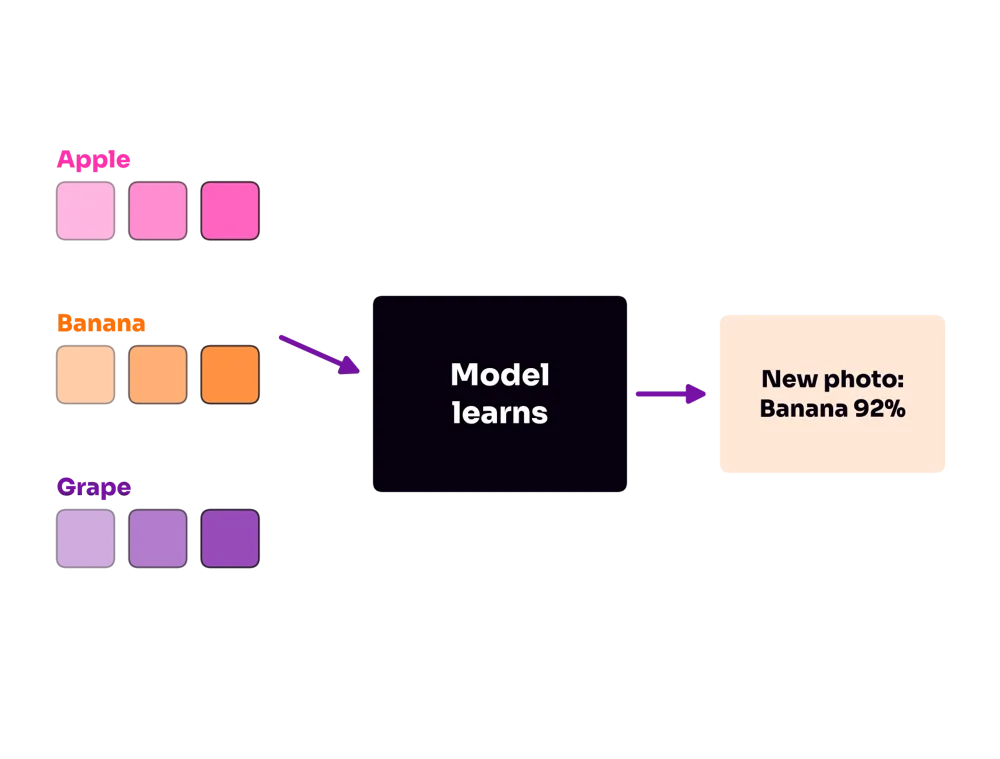 Apple
Banana
Grape
Model
learns
New photo:
Banana 92%